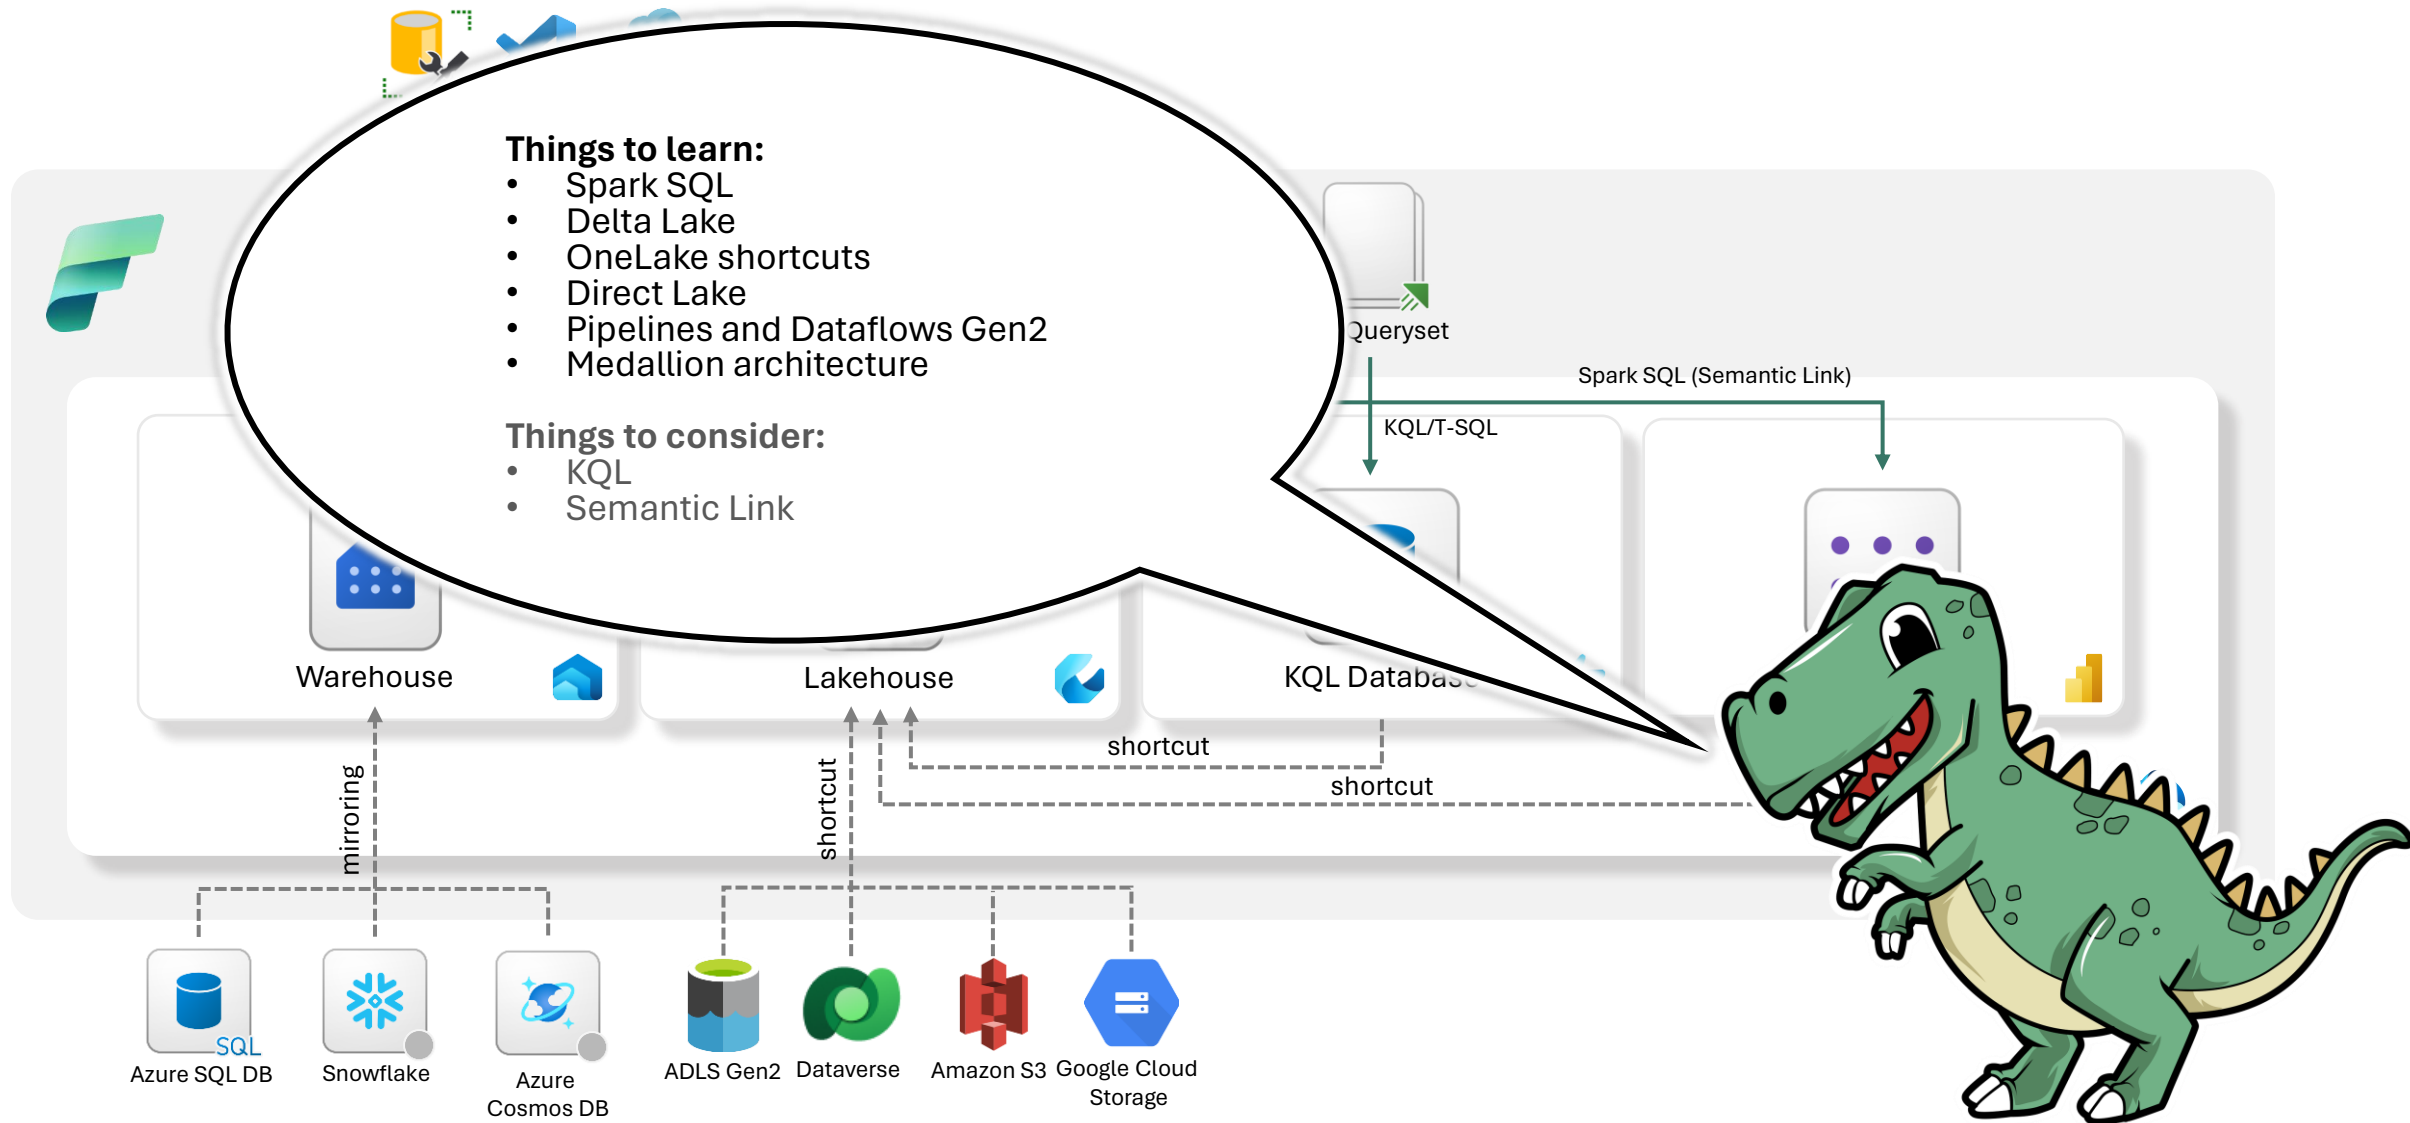 Things to learn:
• Spark SQL
• Delta Lake
• OneLake shortcuts
• Direct Lake
• Pipelines and Dataflows Gen2
• Medallion architecture
Things to consider:
• KQL
• Semantic Link
Queryset
Spark SQL (Semantic Link)
KQL/T-SQL
Warehouse
Lakehouse
KQL Database
shortcut
shortcut
mirroring
shortcut
SQL
Azure SQL DB
Snowflake
Azure
Cosmos DB
ADLS Gen2
Dataverse
Amazon S3
Google Cloud
Storage